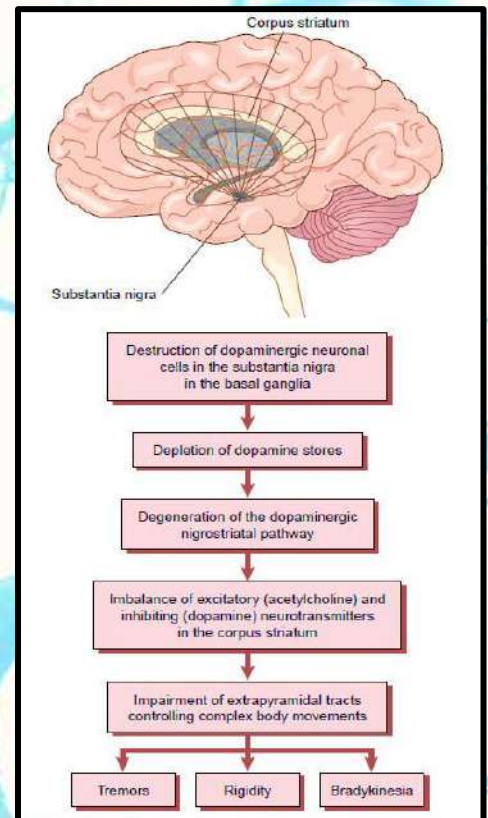 Corpus striatum
Substantia nigra
Destruction of dopaminergic neuronal
cells in the substantia nigra
in the basal ganglia
Depletion of dopamine stores
Degeneration of the dopaminergic
nigrostriatal pathway
Imbalance of excitatory (acetylcholine) and
inhibiting (dopamine) neurotransmitters
in the corpus striatum
Impairment of extrapyramidal tracts
controlling complex body movements
Tremors
Rigidity
Bradykinesia